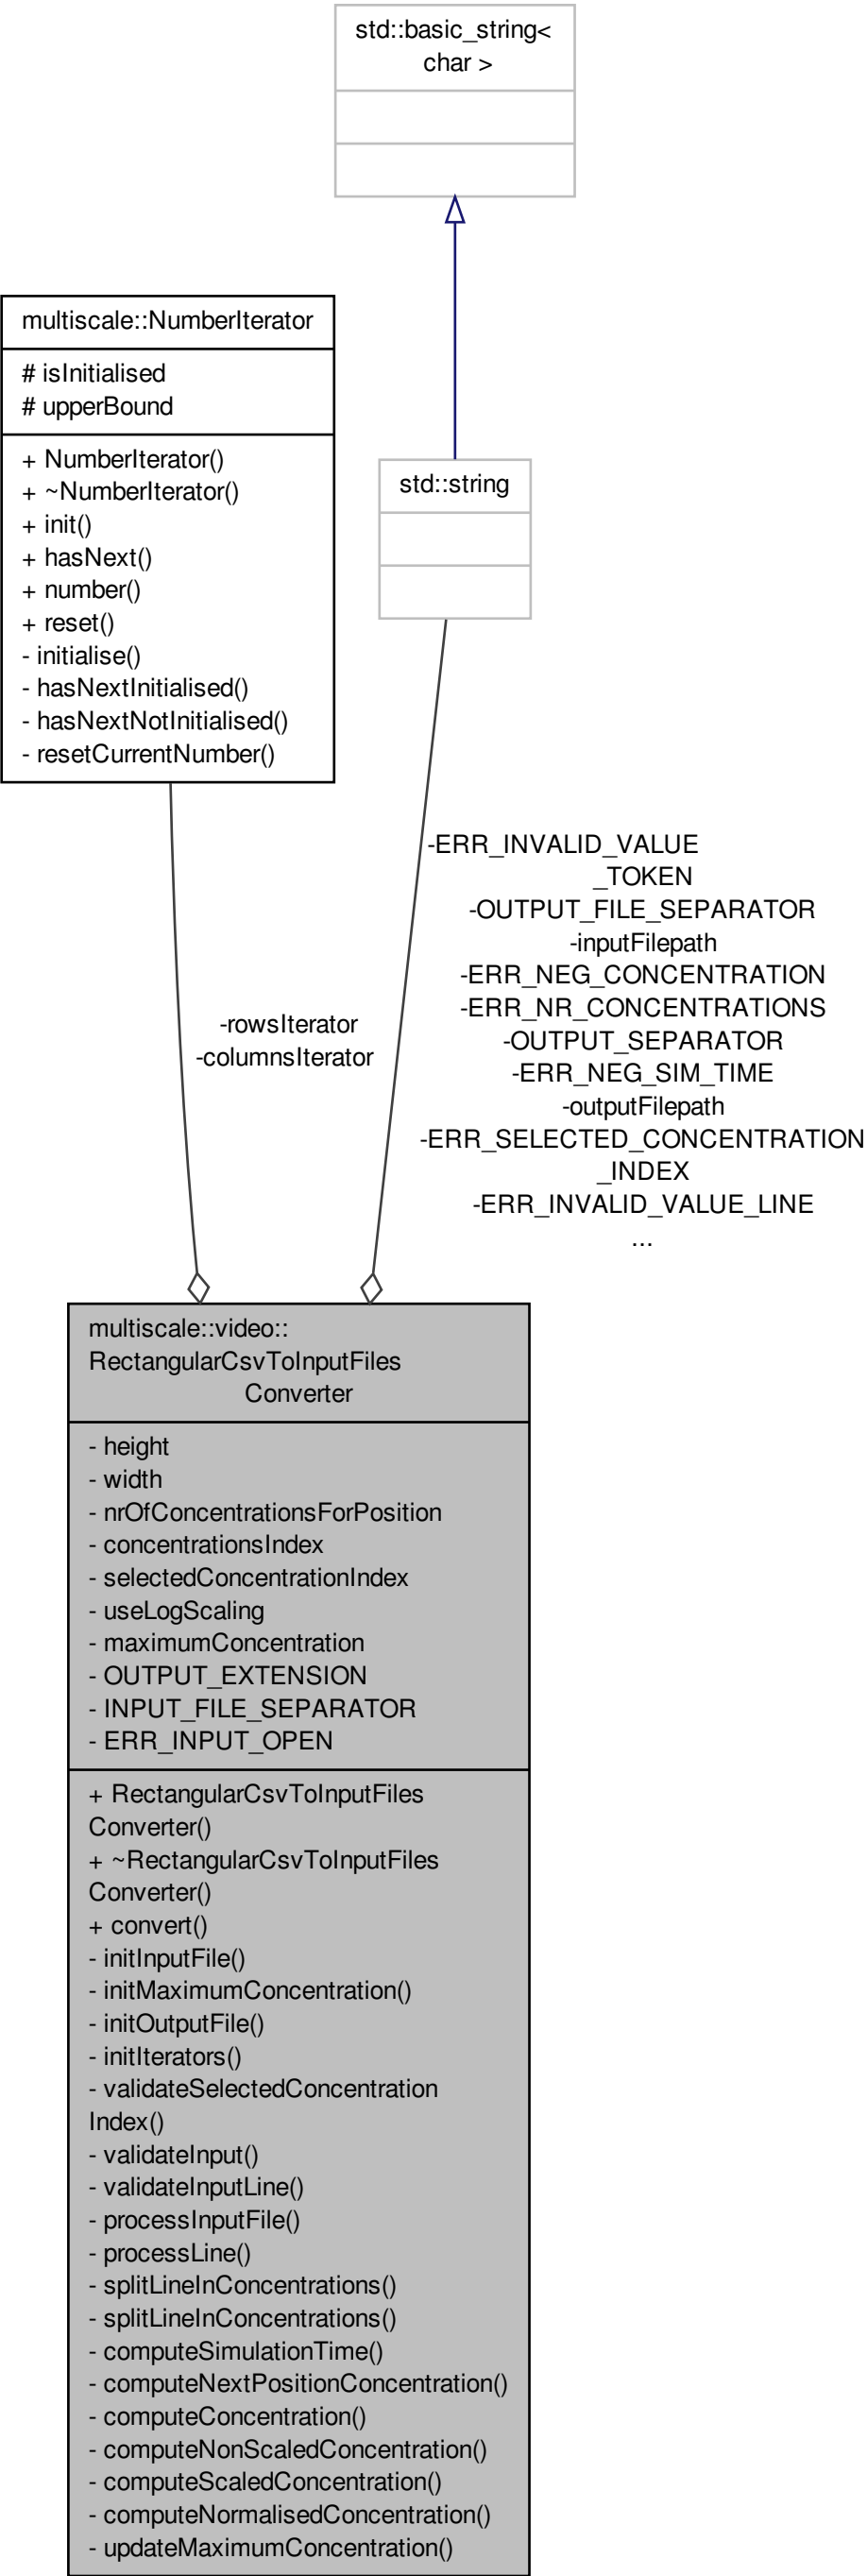 std::basic_string<
char >
multiscale::NumberIterator
# isInitialised
# upperBound
+ NumberIterator()
+ ~NumberIterator()
+ init()
+ hasNext()
+ number()
+ reset()
- initialise()
- hasNextInitialised()
- hasNextNotInitialised()
- resetCurrentNumber()
std::string
-rowsIterator
-columnsIterator
-ERR_INVALID_VALUE
_TOKEN
-OUTPUT_FILE_SEPARATOR
-inputFilepath
-ERR_NEG_CONCENTRATION
-ERR_NR_CONCENTRATIONS
-OUTPUT_SEPARATOR
-ERR_NEG_SIM_TIME
-outputFilepath
-ERR_SELECTED_CONCENTRATION
_INDEX
-ERR_INVALID_VALUE_LINE
...
multiscale::video::
RectangularCsvToInputFiles
Converter
- height
- width
- nrOfConcentrationsForPosition
- concentrationsIndex
- selectedConcentrationIndex
- useLogScaling
- maximumConcentration
- OUTPUT_EXTENSION
- INPUT_FILE_SEPARATOR
- ERR_INPUT_OPEN
+ RectangularCsvToInputFiles
Converter()
+ ~RectangularCsvToInputFiles
Converter()
+ convert()
- initInputFile()
- initMaximumConcentration()
- initOutputFile()
- initIterators()
- validateSelectedConcentration
Index()
- validateInput()
- validateInputLine()
- processInputFile()
- processLine()
- splitLineInConcentrations()
- splitLineInConcentrations()
- computeSimulationTime()
- computeNextPositionConcentration()
- computeConcentration()
- computeNonScaledConcentration()
- computeScaledConcentration()
- computeNormalisedConcentration()
- updateMaximumConcentration()